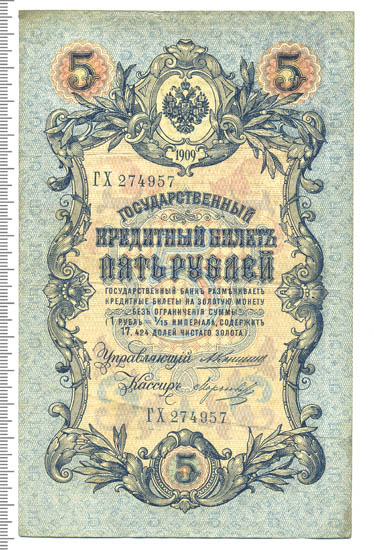 5 5
1909
ГХ 274957
ГОСУДАРСТВЕННЫЙ
КРЕДИТНЫЙ БИЛЕТЪ
ПЯТЬ РУБЛЕЙ
ГОСУДАРСТВЕННЫЙ БАНКЪ РАЗМѢНИВАЕТЪ
КРЕДИТНЫЕ БИЛЕТЫ НА ЗОЛОТУЮ МОНЕТУ
БЕЗЪ ОГРАНИЧЕНІЯ СУММЫ
(1 РУБЛЬ = 1/15 ИМПЕРІАЛА, СОДЕРЖИТЪ
17,424 ДОЛЕЙ ЧИСТАГО ЗОЛОТА).
Управляющій
Кассиръ
ГХ 274957
5